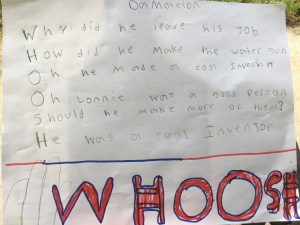 Damarion
Why did he leave his Job
How did he make the water gun
Oh he made a cool Inventor
Oh Lonnie was a good person
Should he make more of them?
He was a cool Inventor
WHOOSH